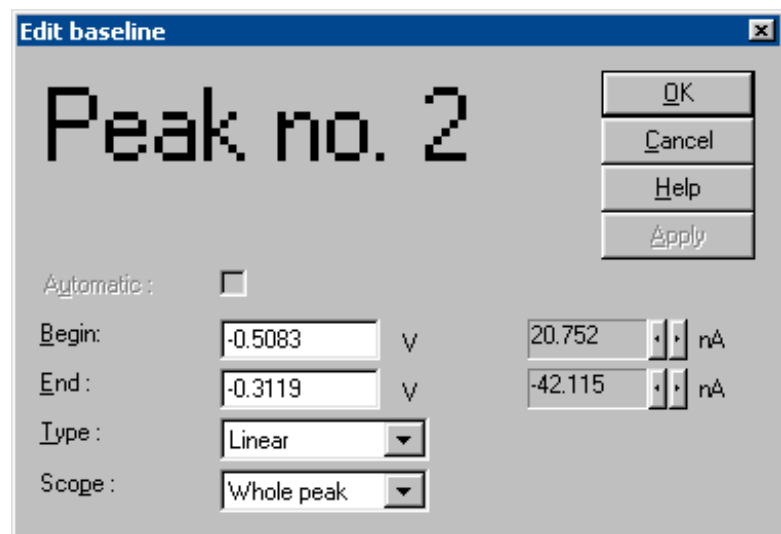 Edit baseline
Peak no. 2
OK
Cancel
Help
Apply
Automatic :
Begin: -0.5083 V 20.752 nA
End : -0.3119 V -42.115 nA
Type : Linear
Scope : Whole peak